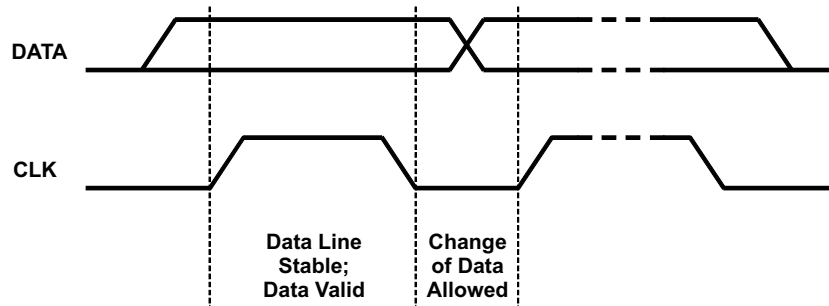 DATA
CLK
Data Line
Stable;
Data Valid
Change
of Data
Allowed